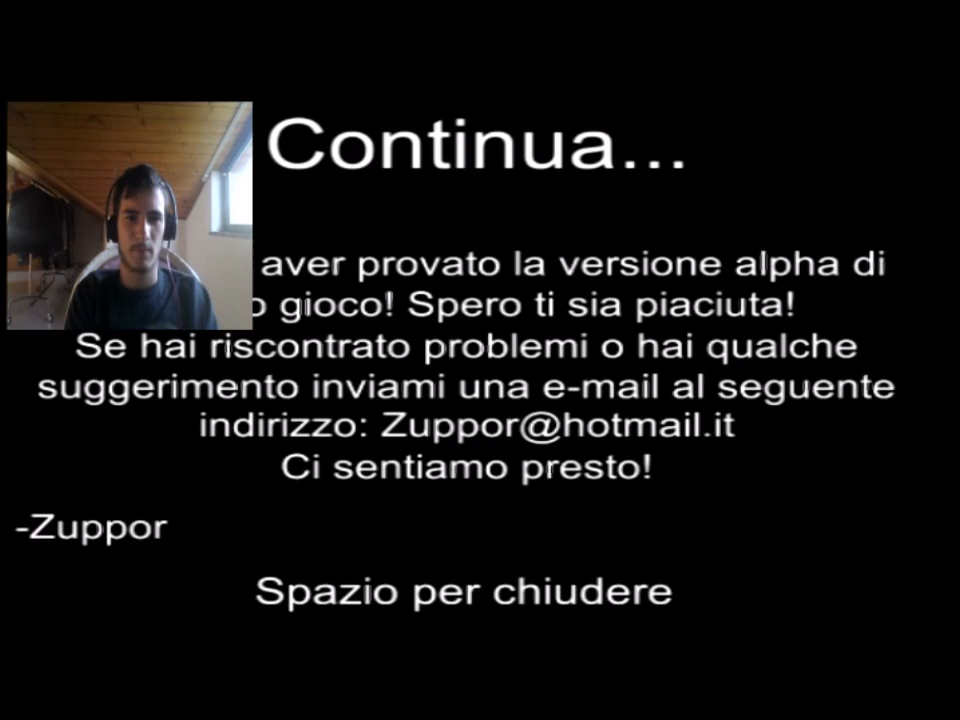 Continua...
aver provato la versione alpha di
o gioco! Spero ti sia piaciuta!
Se hai riscontrato problemi o hai qualche
suggerimento inviami una e-mail al seguente
indirizzo: Zuppor@hotmail.it
Ci sentiamo presto!
-Zuppor
Spazio per chiudere